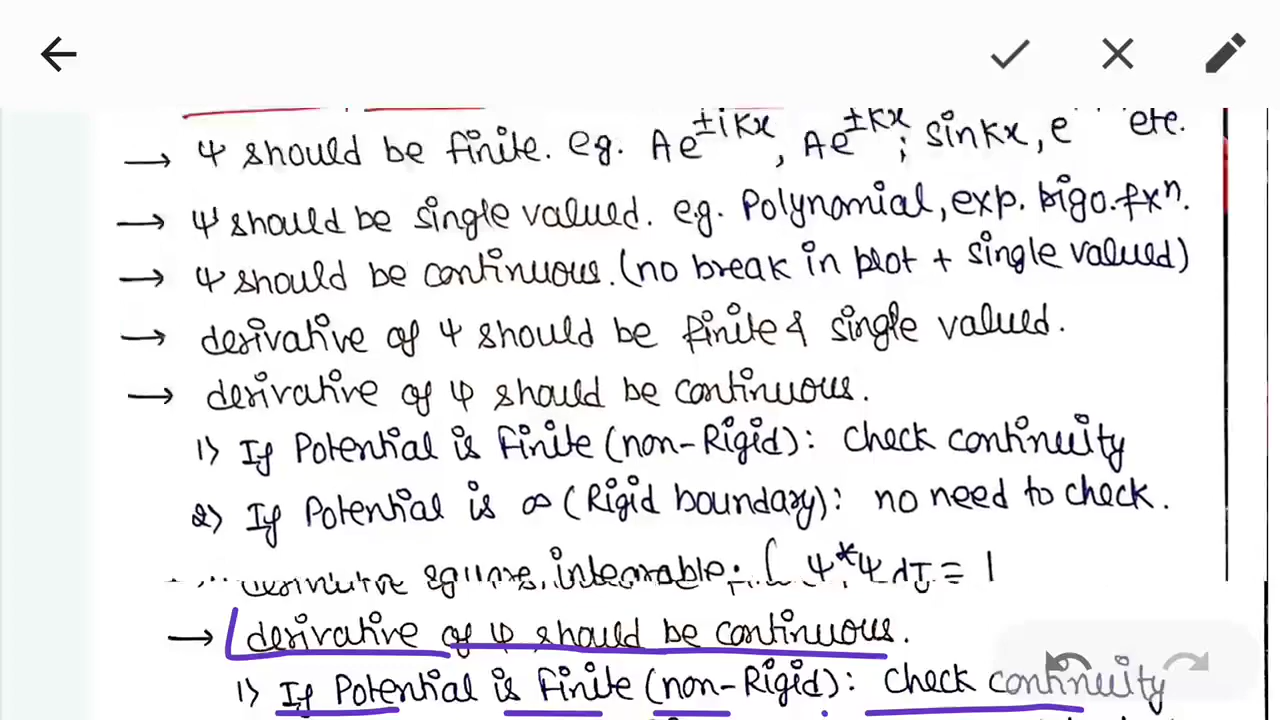 → ψ should be finite. eg. Ae^±ikx, Ae^±kx; sinkx, e etc.
→ ψ should be single valued. e.g. Polynomial, exp. trigo. fxⁿ.
→ ψ should be continuous. (no break in plot + single valued)
→ derivative of ψ should be finite & single valued.
→ derivative of ψ should be continuous.
1) If Potential is Finite (non-Rigid): Check continuity
2) If Potential is ∞ (Rigid boundary): no need to check.
square integrable: ∫ ψ*ψ dτ = 1
→ derivative of ψ should be continuous.
1) If Potential is Finite (non-Rigid): Check continuity